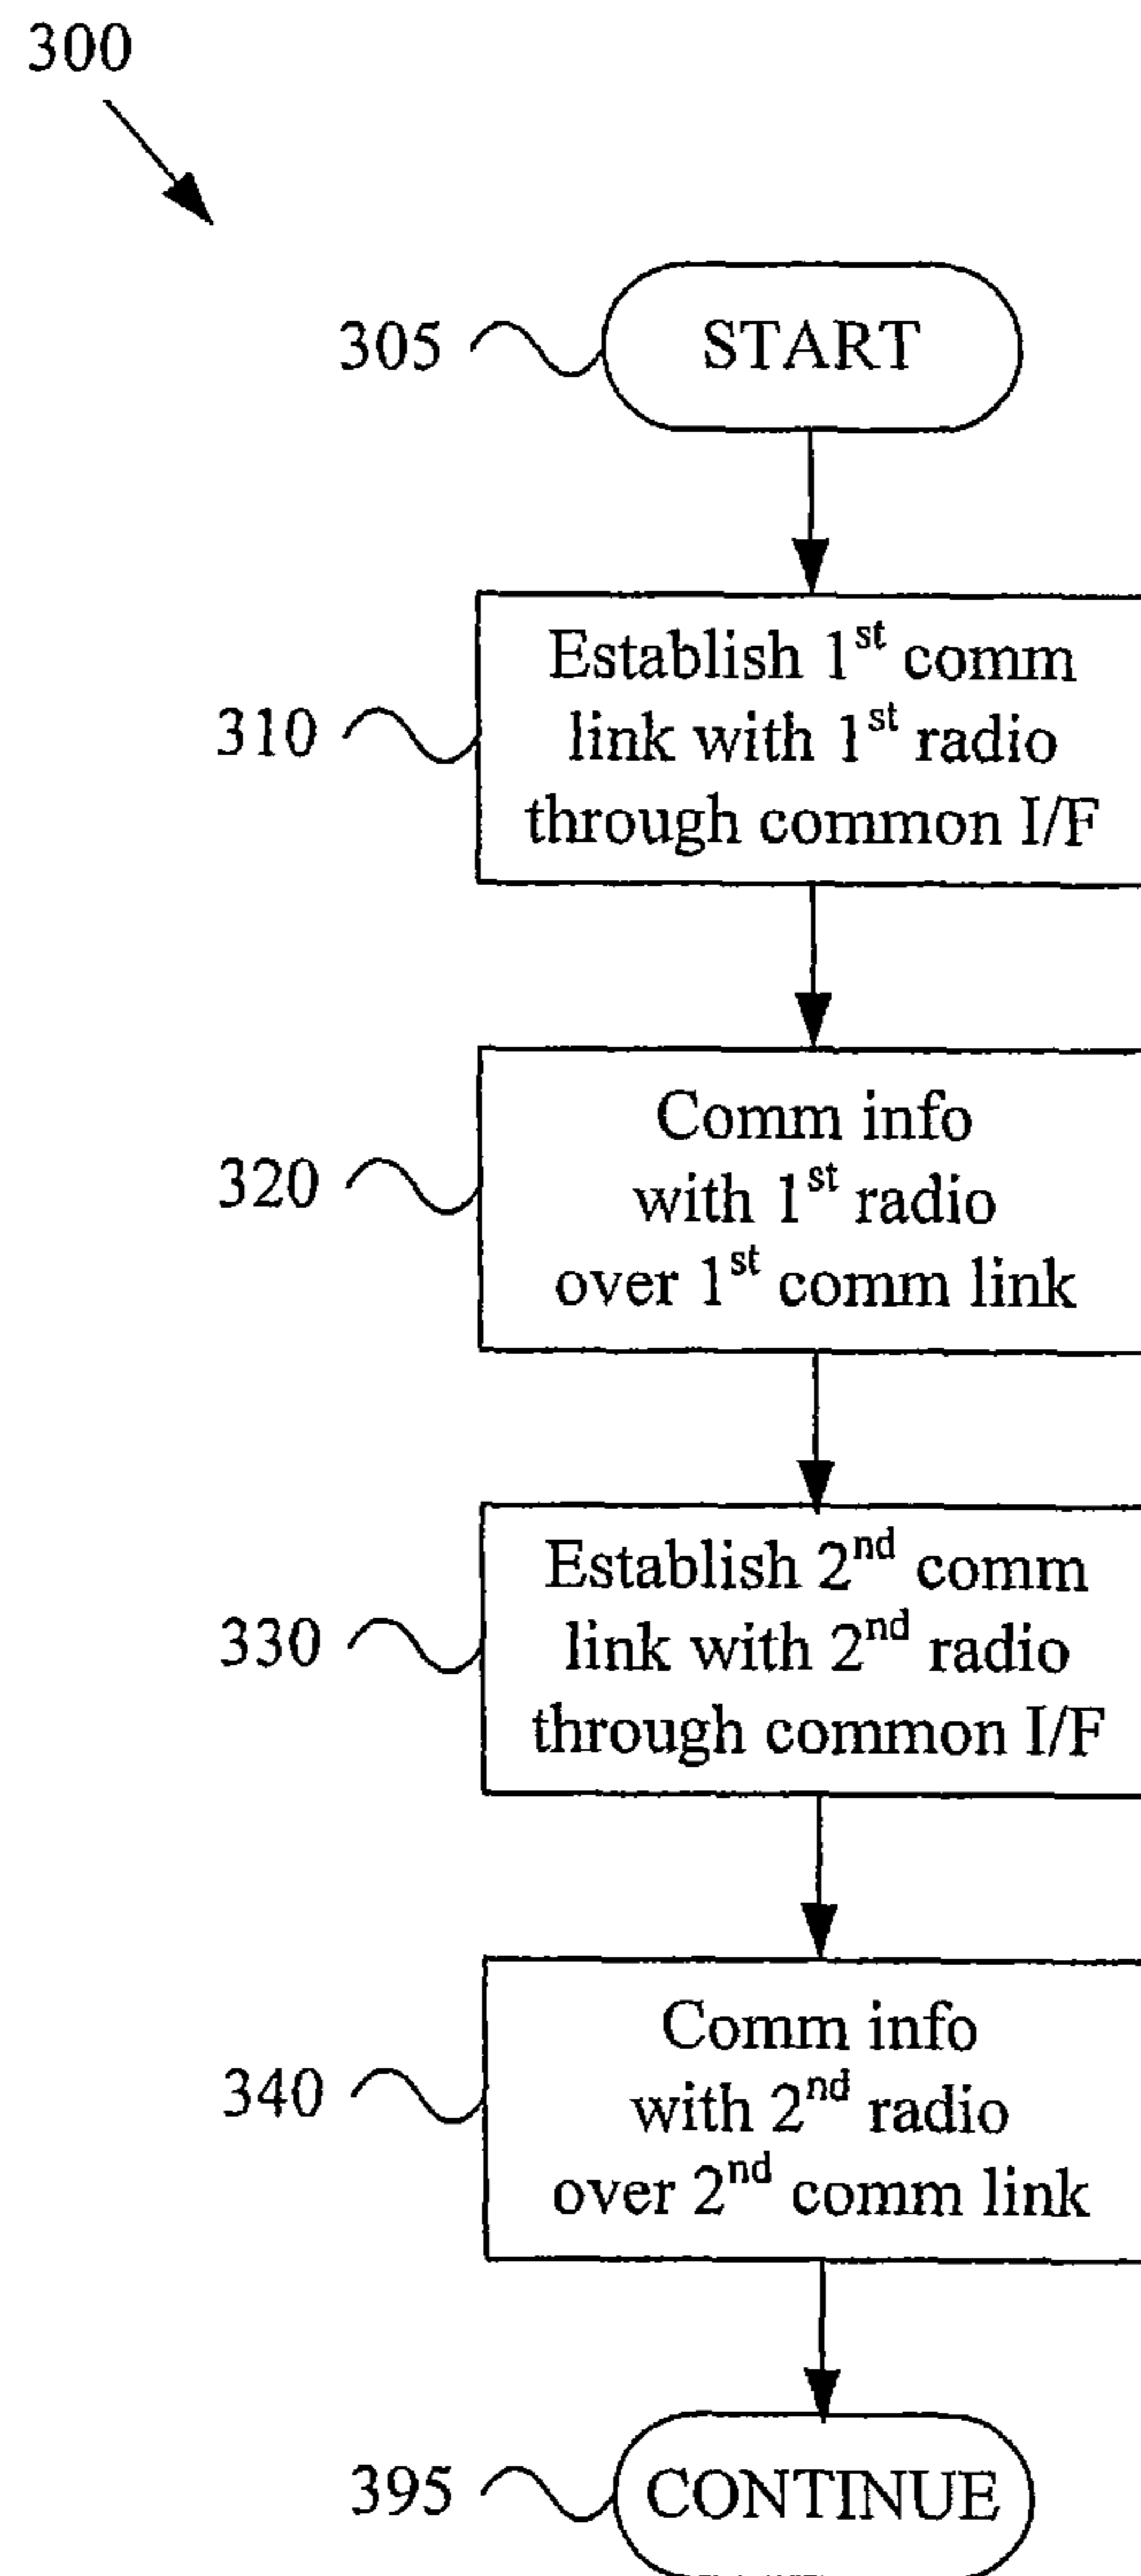 300
305
START
310
Establish 1st comm
link with 1st radio
through common I/F
320
Comm info
with 1st radio
over 1st comm link
330
Establish 2nd comm
link with 2nd radio
through common I/F
340
Comm info
with 2nd radio
over 2nd comm link
395
CONTINUE